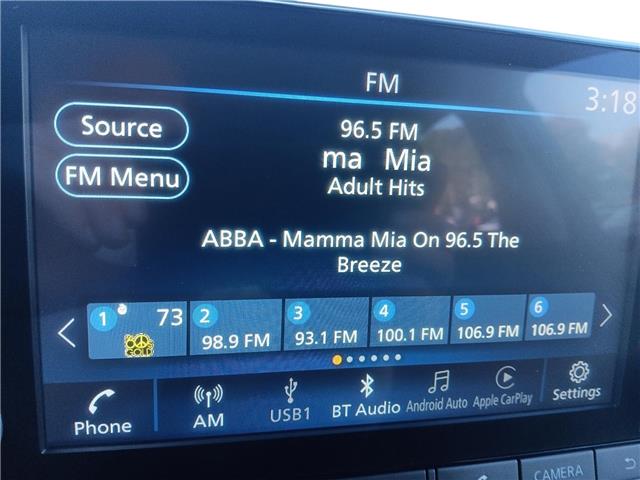 FM
3:18
Source
96.5 FM
FM Menu
ma Mia
Adult Hits
ABBA - Mamma Mia On 96.5 The
Breeze
1 73 2 3 4 5 6
60s GOLD 98.9 FM 93.1 FM 100.1 FM 106.9 FM 106.9 FM
Phone AM USB1 BT Audio Android Auto Apple CarPlay Settings
CAMERA